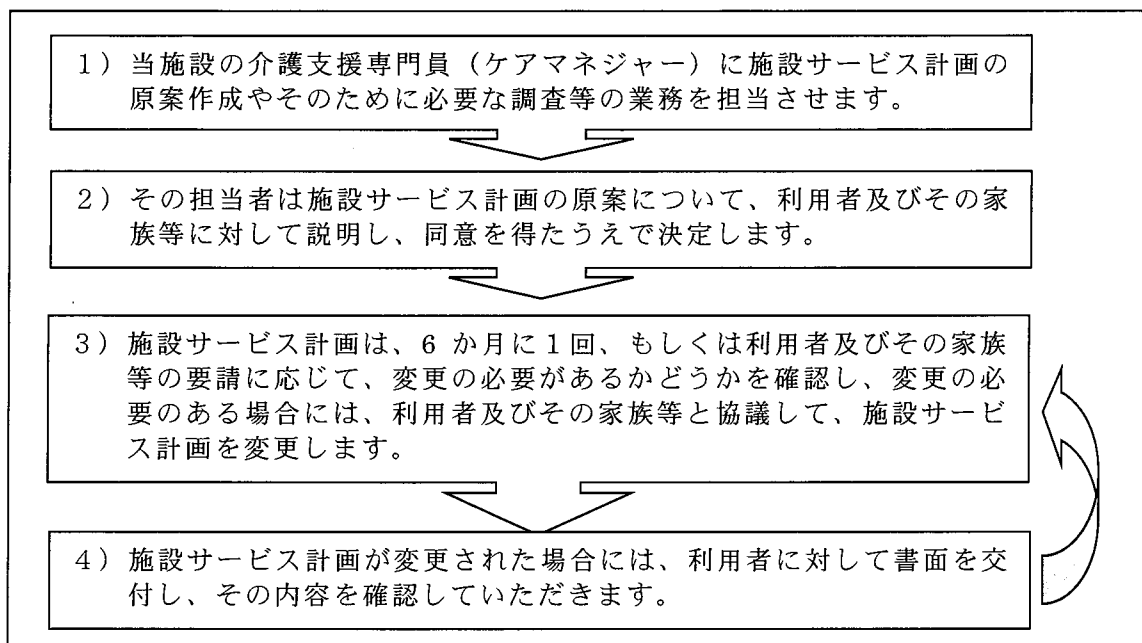 1）当施設の介護支援専門員（ケアマネジャー）に施設サービス計画の
原案作成やそのために必要な調査等の業務を担当させます。
2）その担当者は施設サービス計画の原案について、利用者及びその家
族等に対して説明し、同意を得たうえで決定します。
3）施設サービス計画は、6 か月に1回、もしくは利用者及びその家族
等の要請に応じて、変更の必要があるかどうかを確認し、変更の必
要のある場合には、利用者及びその家族等と協議して、施設サービ
ス計画を変更します。
4）施設サービス計画が変更された場合には、利用者に対して書面を交
付し、その内容を確認していただきます。